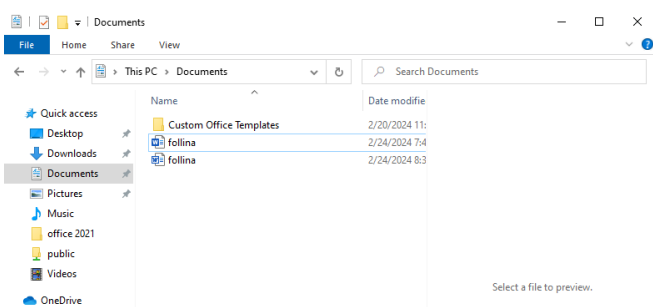 Documents
File Home Share View
This PC > Documents
Search Documents
Name Date modifie
Quick access
Desktop
Downloads
Documents
Pictures
Music
office 2021
public
Videos
OneDrive
Custom Office Templates 2/20/2024 11:
follina 2/24/2024 7:4
follina 2/24/2024 8:3
Select a file to preview.